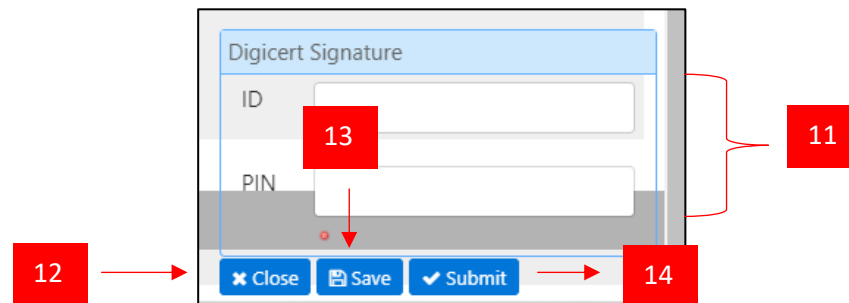 Digicert Signature
ID
13
11
PIN
12
Close
Save
Submit
14